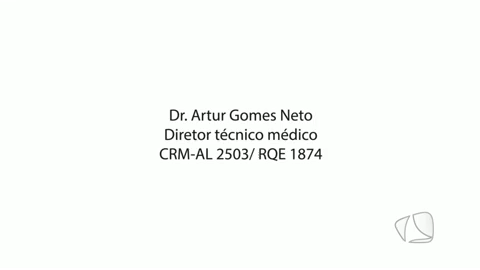 Dr. Artur Gomes Neto
Diretor técnico médico
CRM-AL 2503/ RQE 1874